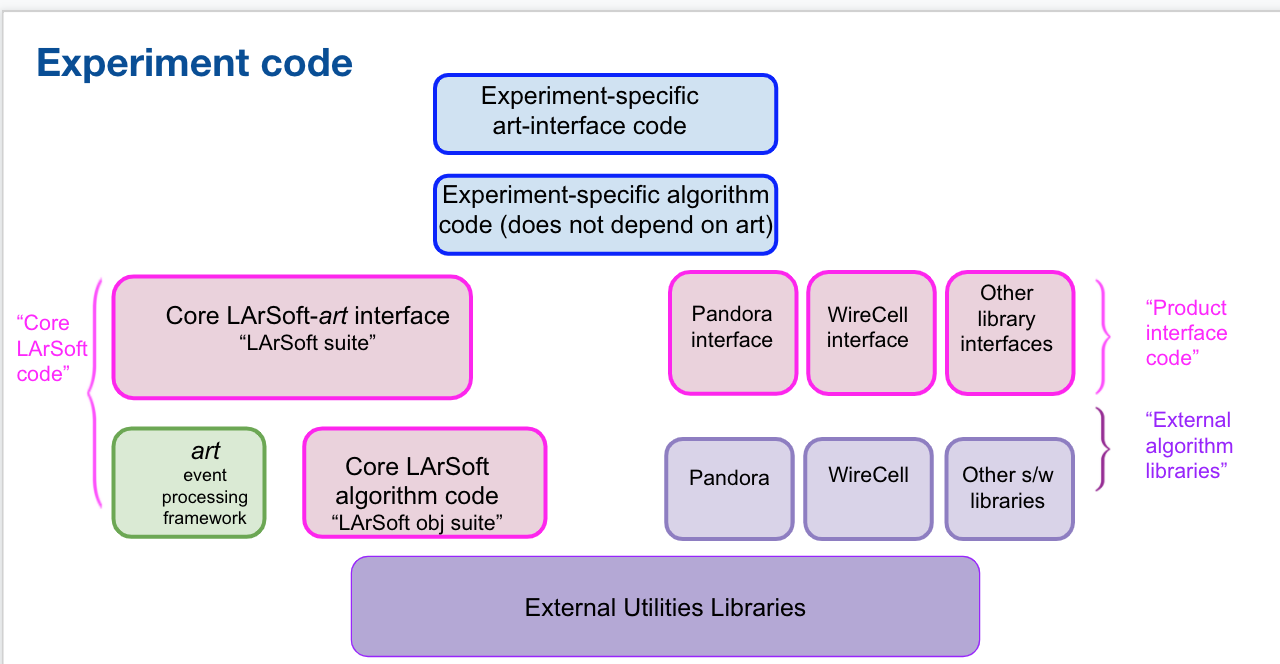 Experiment code
Experiment-specific
art-interface code
Experiment-specific algorithm
code (does not depend on art)
“Core
LArSoft
code”
Core LArSoft-art interface
“LArSoft suite”
Pandora
interface
WireCell
interface
Other
library
interfaces
“Product
interface
code”
art
event
processing
framework
Core LArSoft
algorithm code
“LArSoft obj suite”
Pandora
WireCell
Other s/w
libraries
“External
algorithm
libraries”
External Utilities Libraries